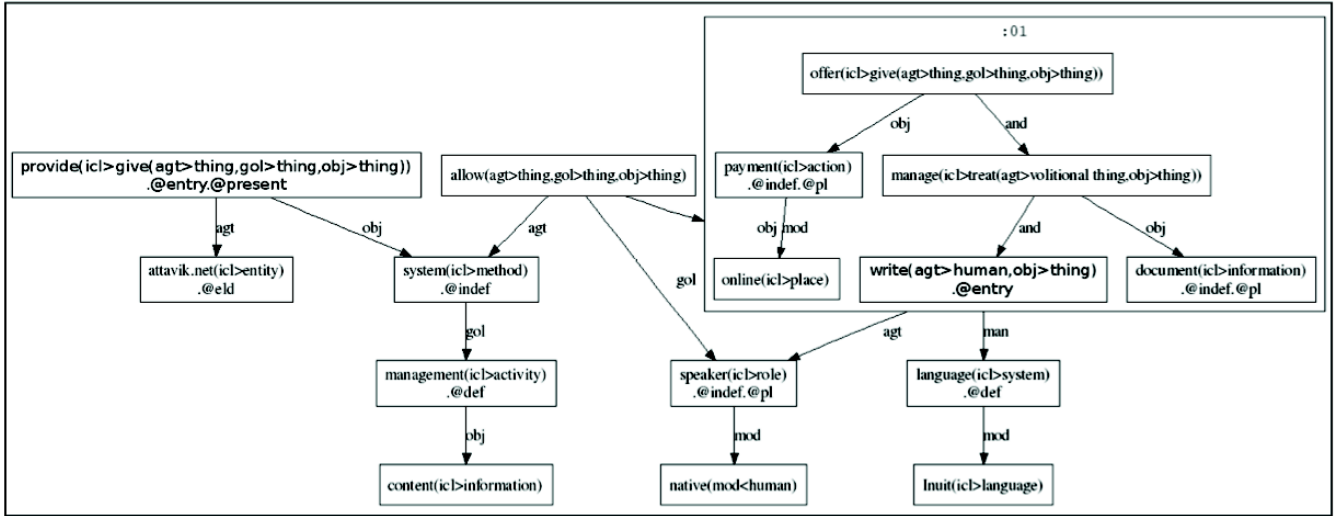 :01
offer(icl>give(agt>thing,gol>thing,obj>thing))
obj
and
provide(icl>give(agt>thing,gol>thing,obj>thing))
.@entry.@present
allow(agt>thing,gol>thing,obj>thing)
payment(icl>action)
.@indef.@pl
manage(icl>treat(agt>volitional thing,obj>thing))
agt
obj
agt
gol
obj
mod
and
obj
attavik.net(icl>entity)
.@eld
system(icl>method)
.@indef
online(icl>place)
write(agt>human,obj>thing)
.@entry
document(icl>information)
.@indef.@pl
gol
agt
man
management(icl>activity)
.@def
speaker(icl>role)
.@indef.@pl
language(icl>system)
.@def
obj
mod
mod
content(icl>information)
native(mod<human)
Inuit(icl>language)